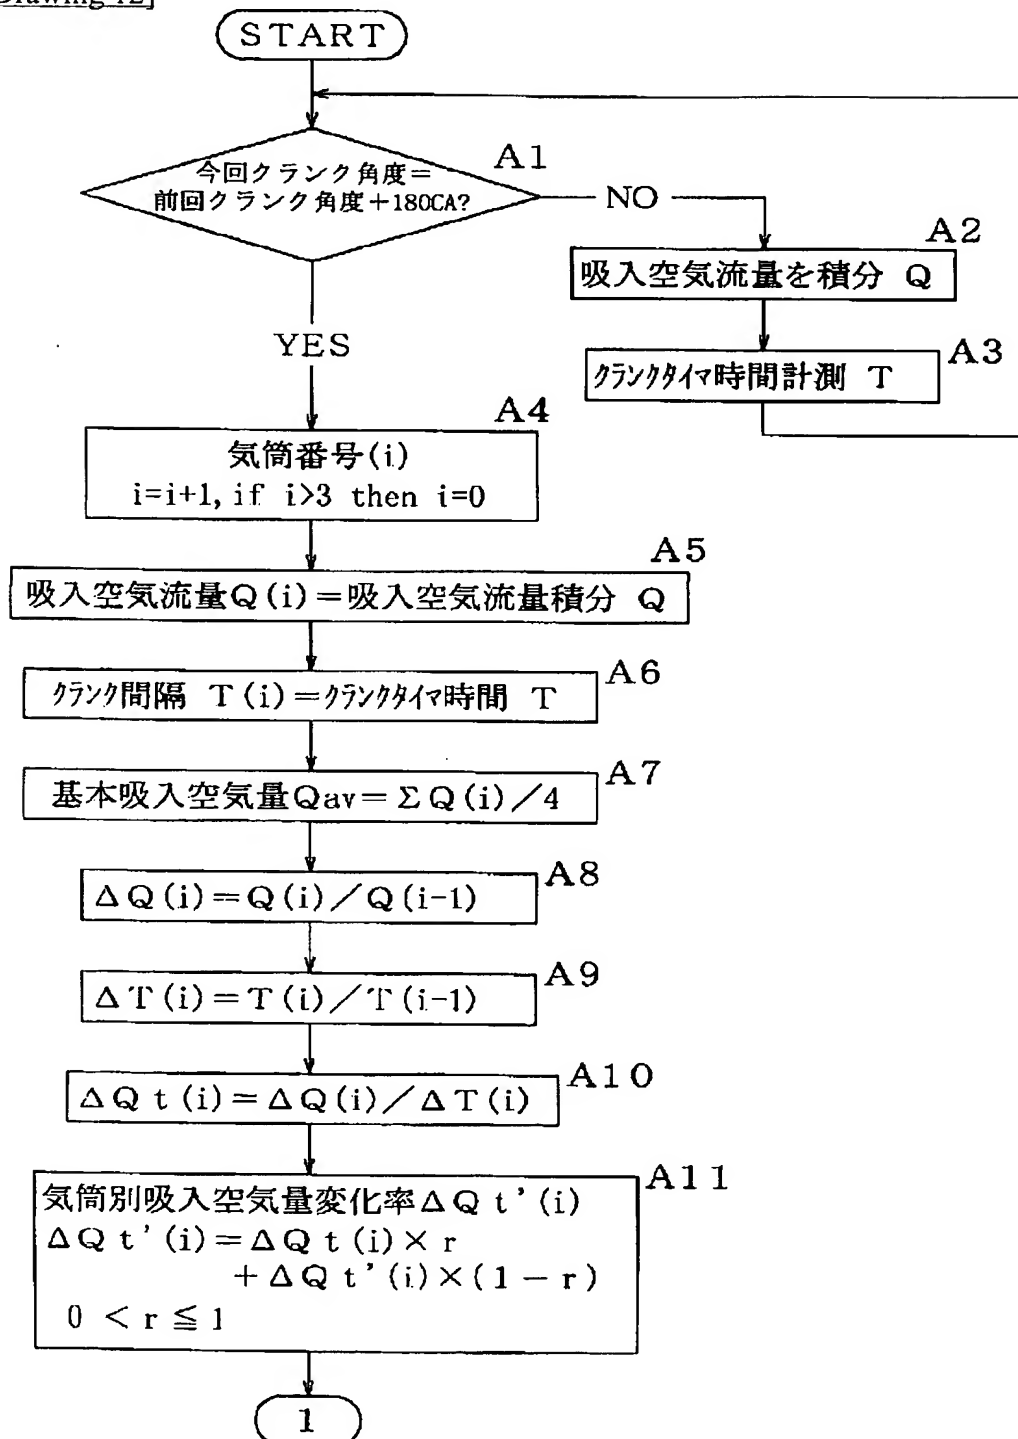 Drawing 12]
START
今回クランク角度＝
前回クランク角度＋180CA?
A1
NO
A2
吸入空気流量を積分 Q
A3
クランクタイマ時間計測 T
YES
A4
気筒番号(i)
i=i+1, if i>3 then i=0
A5
吸入空気流量Q(i)＝吸入空気流量積分 Q
A6
クランク間隔 T(i)＝クランクタイマ時間 T
A7
基本吸入空気量Qav＝ΣQ(i)／4
A8
ΔQ(i)＝Q(i)／Q(i-1)
A9
ΔT(i)＝T(i)／T(i-1)
A10
ΔQt(i)＝ΔQ(i)／ΔT(i)
A11
気筒別吸入空気量変化率ΔQt'(i)
ΔQt'(i)＝ΔQt(i)×r
＋ΔQt'(i)×(1－r)
0＜r≦1
1